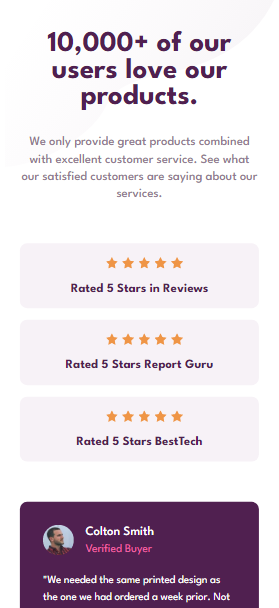 10,000+ of our
users love our
products.
We only provide great products combined
with excellent customer service. See what
our satisfied customers are saying about our
services.
Rated 5 Stars in Reviews
Rated 5 Stars Report Guru
Rated 5 Stars BestTech
Colton Smith
Verified Buyer
"We needed the same printed design as
the one we had ordered a week prior. Not